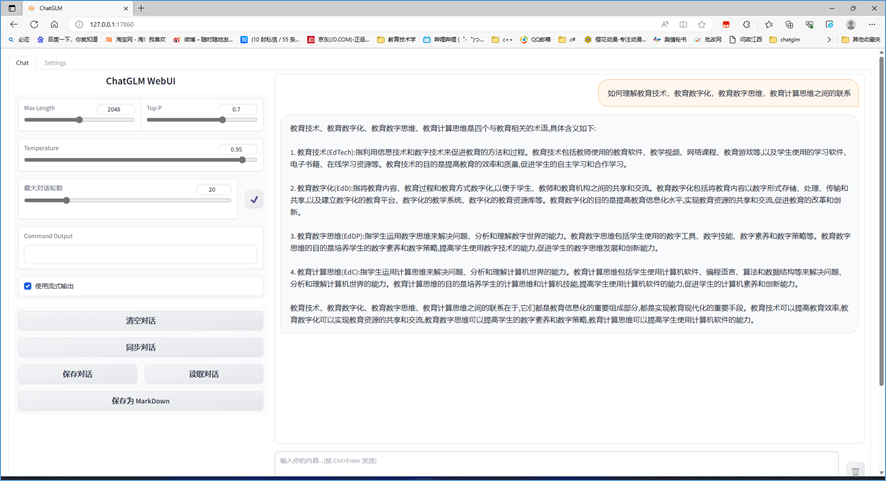 ChatGLM
127.0.0.1:17860
必应
百度一下，你就知道
淘宝网 - 淘！我喜欢
微博 – 随时随地发...
(10 封私信 / 55 条...
京东(JD.COM)-正品...
教育技术学
哔哩哔哩 (゜-゜)つ...
c++
QQ邮箱
c#
樱花动漫-专注动漫...
奥情秘书
批改网
问政江西
chatglm
其他收藏夹
Chat
Settings
ChatGLM WebUI
Max Length
2048
Top P
0.7
Temperature
0.95
最大对话轮数
20
Command Output
使用流式输出
清空对话
同步对话
保存对话
读取对话
保存为 MarkDown
如何理解教育技术，教育数字化，教育数字思维，教育计算思维之间的联系
教育技术、教育数字化、教育数字思维、教育计算思维是四个与教育相关的术语,具体含义如下:
1. 教育技术(EdTech):指利用信息技术和数字技术来促进教育的方法和过程。教育技术包括教师使用的教育软件、教学视频、网络课程、教育游戏等,以及学生使用的学习软件、
电子书籍、在线学习资源等。教育技术的目的是提高教育的效率和质量,促进学生的自主学习和合作学习。
2. 教育数字化(EdD):指将教育内容、教育过程和教育方式数字化,以便于学生、教师和教育机构之间的共享和交流。教育数字化包括将教育内容以数字形式存储、处理、传输和
共享,以及建立数字化的教育平台、数字化的教学系统、数字化的教育资源库等。教育数字化的目的是提高教育信息化水平,实现教育资源的共享和交流,促进教育的改革和创
新。
3. 教育数字思维(EdDP):指学生运用数字思维来解决问题、分析和理解数字世界的能力。教育数字思维包括学生使用的数字工具、数字技能、数字素养和数字策略等。教育数字思
维的目的是培养学生的数字素养和数字策略,提高学生使用数字技术的能力,促进学生的数字思维发展和创新能力。
4. 教育计算思维(EdC):指学生运用计算思维来解决问题、分析和理解计算机世界的能力。教育计算思维包括学生使用计算机软件、编程语言、算法和数据结构等来解决问题、
分析和理解计算机世界的能力。教育计算思维的目的是培养学生的计算思维和计算技能,提高学生使用计算机软件的能力,促进学生的计算机素养和创新能力。
教育技术、教育数字化、教育数字思维、教育计算思维之间的联系在于,它们都是教育信息化的重要组成部分,都是实现教育现代化的重要手段。教育技术可以提高教育效率,教
育数字化可以实现教育资源的共享和交流,教育数字思维可以提高学生的数字素养和数字策略,教育计算思维可以提高学生使用计算机软件的能力。
输入你的内容...(按 Ctrl+Enter 发送)